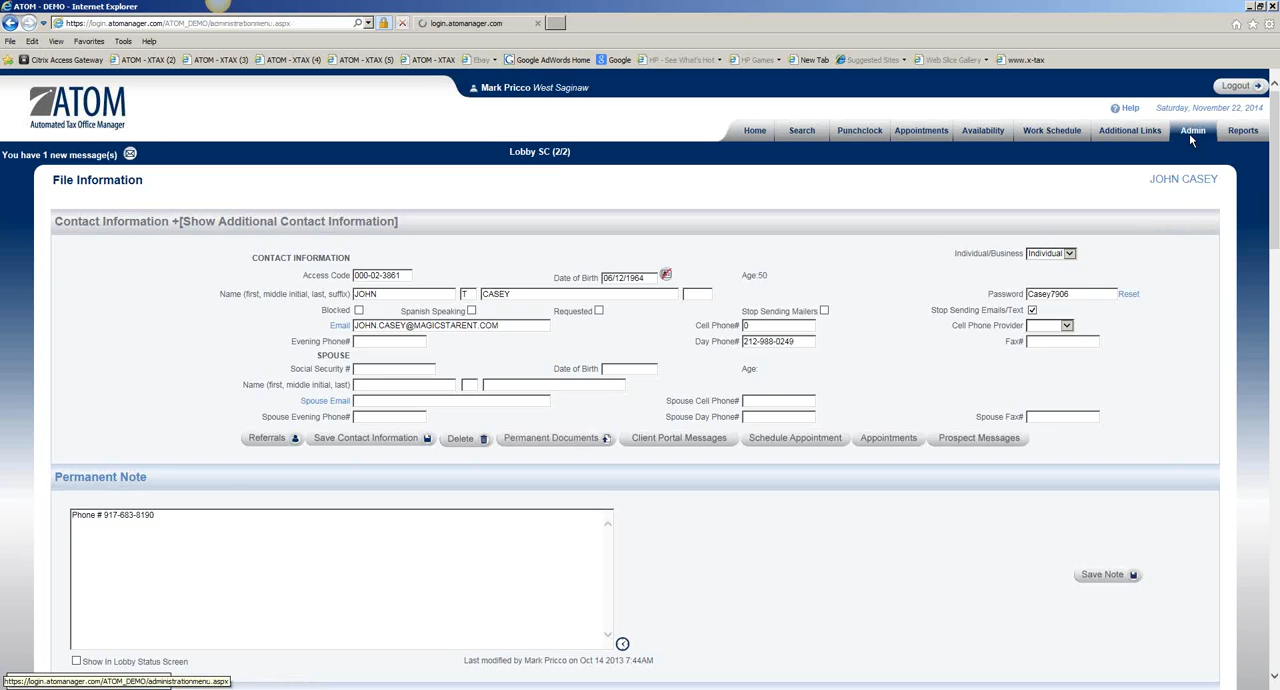 ATOM - DEMO - Internet Explorer
https://login.atomanager.com/ATOM_DEMO/administrationmenu.aspx
login.atomanager.com
File Edit View Favorites Tools Help
Citrix Access Gateway ATOM - XTAX (2) ATOM - XTAX (3) ATOM - XTAX (4) ATOM - XTAX (5) ATOM - XTAX Ebay Google AdWords Home Google HP - See What's Hot HP Games New Tab Suggested Sites Web Slice Gallery www.x-tax
Mark Pricco West Saginaw Logout
ATOM
Automated Tax Office Manager
Help Saturday, November 22, 2014
Home Search Punchclock Appointments Availability Work Schedule Additional Links Admin Reports
You have 1 new message(s) Lobby SC (2/2)
File Information JOHN CASEY
Contact Information +[Show Additional Contact Information]
CONTACT INFORMATION Individual/Business Individual
Access Code 000-02-3861 Date of Birth 06/12/1964 Age:50
Name (first, middle initial, last, suffix) JOHN T CASEY Password Casey7906 Reset
Blocked Spanish Speaking Requested Stop Sending Mailers Stop Sending Emails/Text
Email JOHN.CASEY@MAGICSTARENT.COM Cell Phone# 0 Cell Phone Provider
Evening Phone# Day Phone# 212-988-0249 Fax#
SPOUSE
Social Security # Date of Birth Age:
Name (first, middle initial, last)
Spouse Email Spouse Cell Phone#
Spouse Evening Phone# Spouse Day Phone# Spouse Fax#
Referrals Save Contact Information Delete Permanent Documents Client Portal Messages Schedule Appointment Appointments Prospect Messages
Permanent Note
Phone # 917-683-8190
Save Note
Show In Lobby Status Screen Last modified by Mark Pricco on Oct 14 2013 7:44AM
https://login.atomanager.com/ATOM_DEMO/administrationmenu.aspx